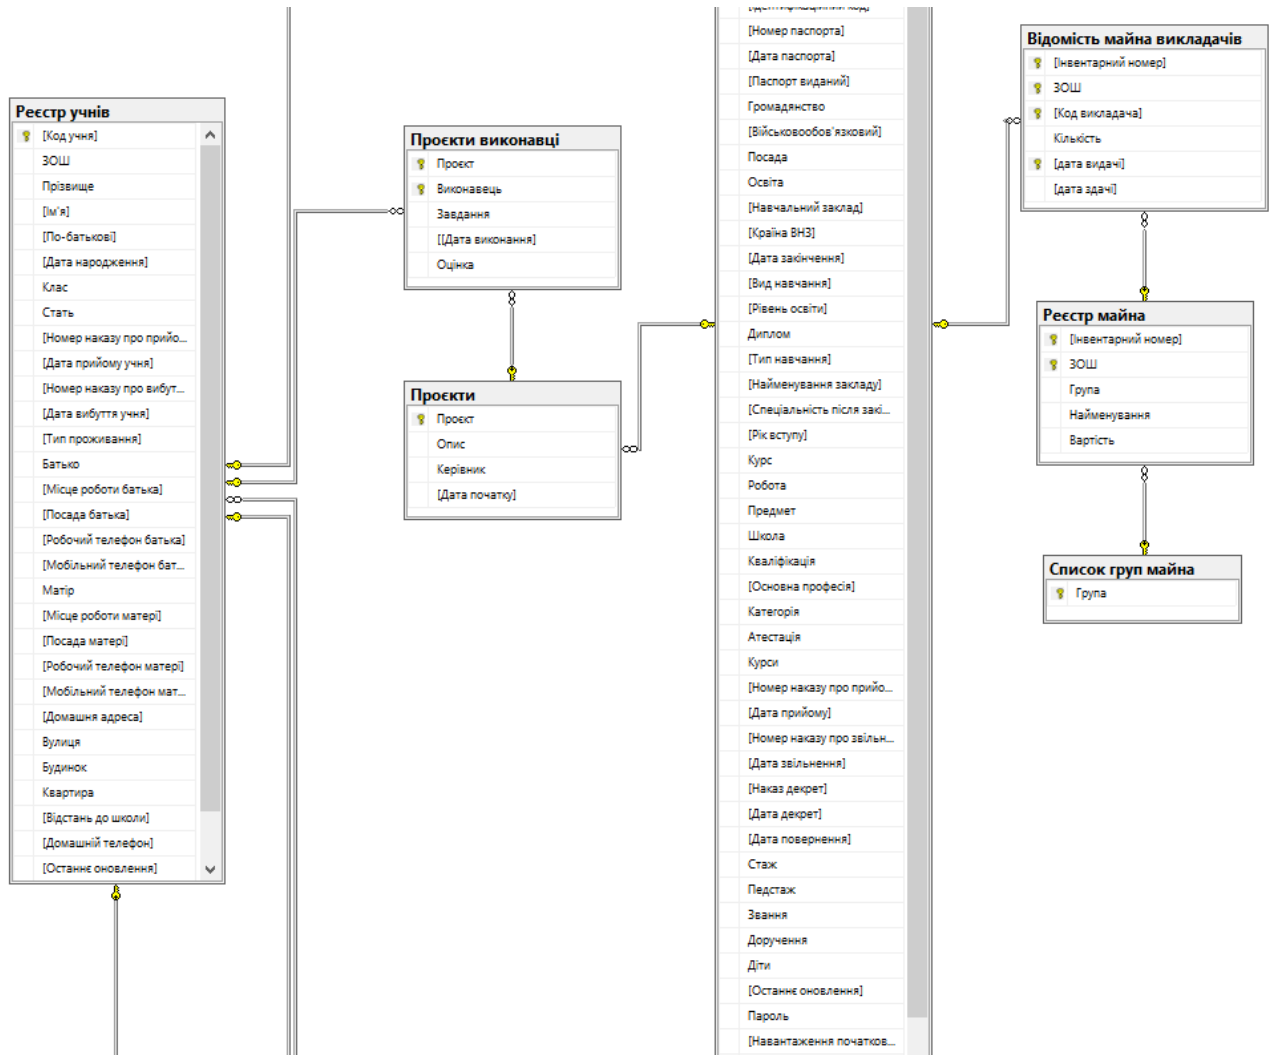 Реєстр учнів
[Код учня]
ЗОШ
Прізвище
[Ім'я]
[По-батькові]
[Дата народження]
Клас
Стать
[Номер наказу про прийо...
[Дата прийому учня]
[Номер наказу про вибут...
[Дата вибуття учня]
[Тип проживання]
Батько
[Місце роботи батька]
[Посада батька]
[Робочий телефон батька]
[Мобільний телефон бат...
Матір
[Місце роботи матері]
[Посада матері]
[Робочий телефон матері]
[Мобільний телефон мат...
[Домашня адреса]
Вулиця
Будинок
Квартира
[Відстань до школи]
[Домашній телефон]
[Останнє оновлення]
Проєкти виконавці
Проєкт
Виконавець
Завдання
[[Дата виконання]
Оцінка
Проєкти
Проєкт
Опис
Керівник
[Дата початку]
[Ідентифікаційний код]
[Номер паспорта]
[Дата паспорта]
[Паспорт виданий]
Громадянство
[Військовообов'язковий]
Посада
Освіта
[Навчальний заклад]
[Країна ВНЗ]
[Дата закінчення]
[Вид навчання]
[Рівень освіти]
Диплом
[Тип навчання]
[Найменування закладу]
[Спеціальність після закі...
[Рік вступу]
Курс
Робота
Предмет
Школа
Кваліфікація
[Основна професія]
Категорія
Атестація
Курси
[Номер наказу про прийо...
[Дата прийому]
[Номер наказу про звільн...
[Дата звільнення]
[Наказ декрет]
[Дата декрет]
[Дата повернення]
Стаж
Педстаж
Звання
Доручення
Діти
[Останнє оновлення]
Пароль
[Навантаження початков...
Відомість майна викладачів
[Інвентарний номер]
ЗОШ
[Код викладача]
Кількість
[дата видачі]
[дата здачі]
Реєстр майна
[Інвентарний номер]
ЗОШ
Група
Найменування
Вартість
Список груп майна
Група